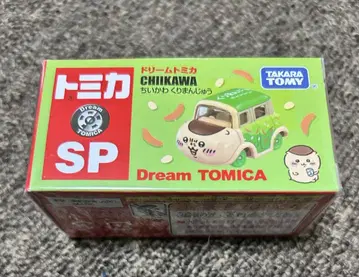 トミカ
Dream
TOMICA
SP
ドリームトミカ
CHIIKAWA
ちいかわ くりまんじゅう
TAKARA
TOMY
Dream TOMICA